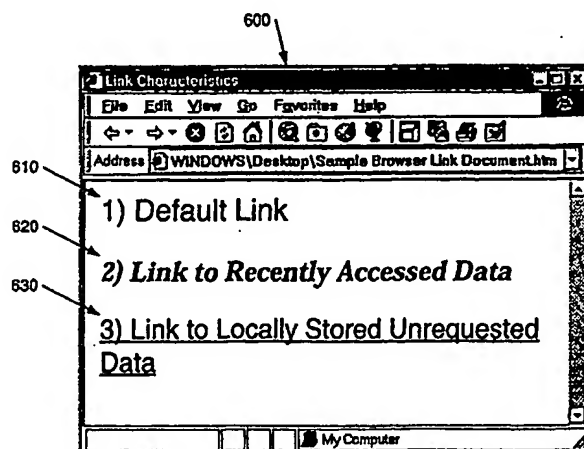 600
Link Characteristics
File Edit View Go Favorites Help
Address WINDOWS\Desktop\Sample Browser Link Document.htm
610
1) Default Link
620
2) Link to Recently Accessed Data
630
3) Link to Locally Stored Unrequested
Data
My Computer